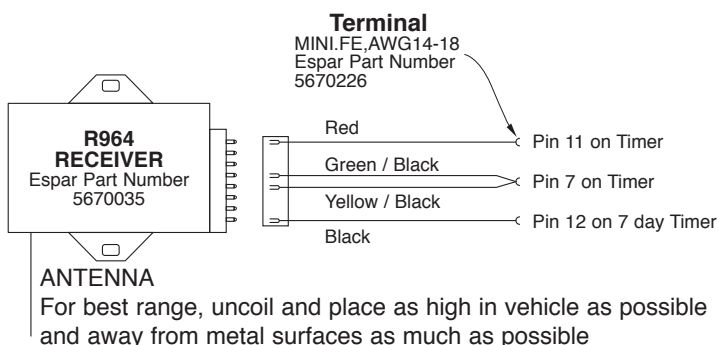 Terminal
MINI.FE,AWG14-18
Espar Part Number
5670226
R964
RECEIVER
Espar Part Number
5670035
Red
Pin 11 on Timer
Green / Black
Pin 7 on Timer
Yellow / Black
Pin 12 on 7 day Timer
Black
ANTENNA
For best range, uncoil and place as high in vehicle as possible
and away from metal surfaces as much as possible